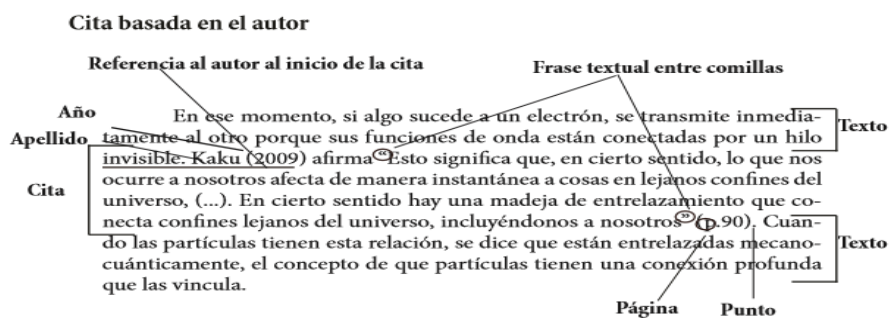 Cita basada en el autor
Referencia al autor al inicio de la cita
Frase textual entre comillas
Año
Apellido
Cita
En ese momento, si algo sucede a un electrón, se transmite inmedia-
tamente al otro porque sus funciones de onda están conectadas por un hilo
invisible. Kaku (2009) afirma “Esto significa que, en cierto sentido, lo que nos
ocurre a nosotros afecta de manera instantánea a cosas en lejanos confines del
universo, (...). En cierto sentido hay una madeja de entrelazamiento que co-
necta confines lejanos del universo, incluyéndonos a nosotros” (p.90). Cuan-
do las partículas tienen esta relación, se dice que están entrelazadas mecano-
cuánticamente, el concepto de que partículas tienen una conexión profunda
que las vincula.
Texto
Texto
Página
Punto